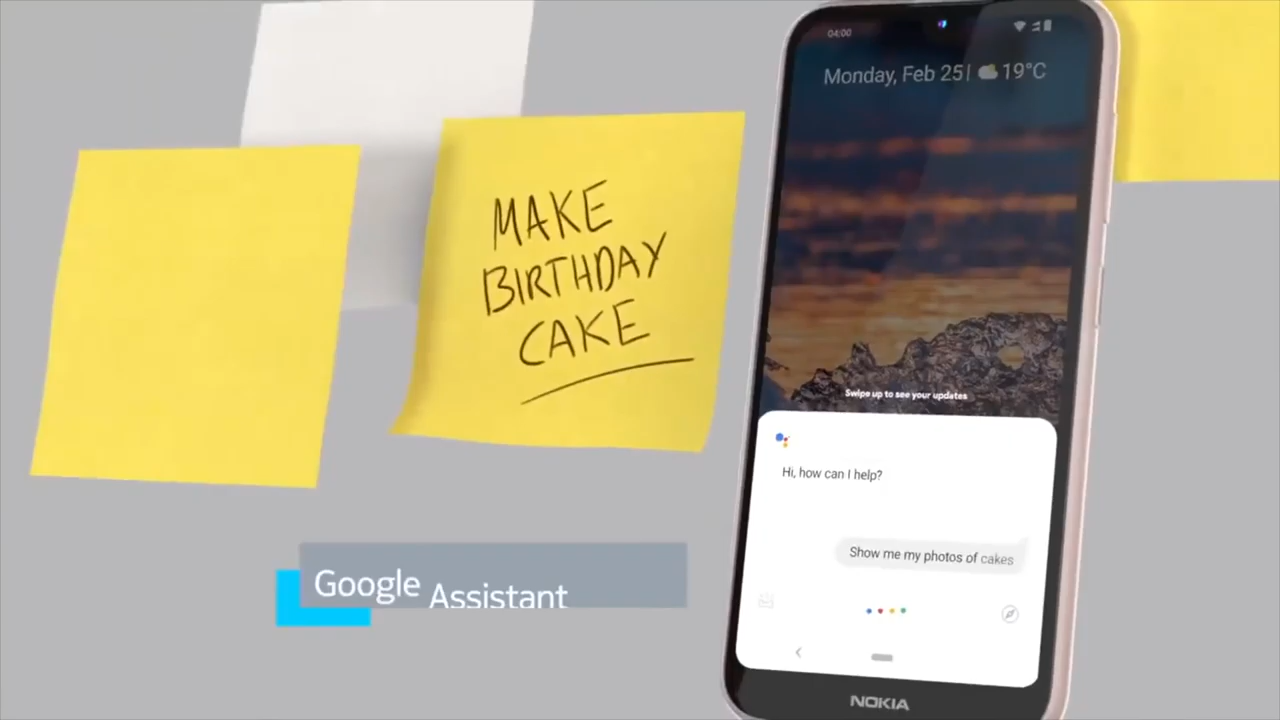 MAKE
BIRTHDAY
CAKE
04:00
Monday, Feb 25| 19°C
Swipe up to see your updates
Hi, how can I help?
Show me my photos of cakes
Google Assistant
NOKIA